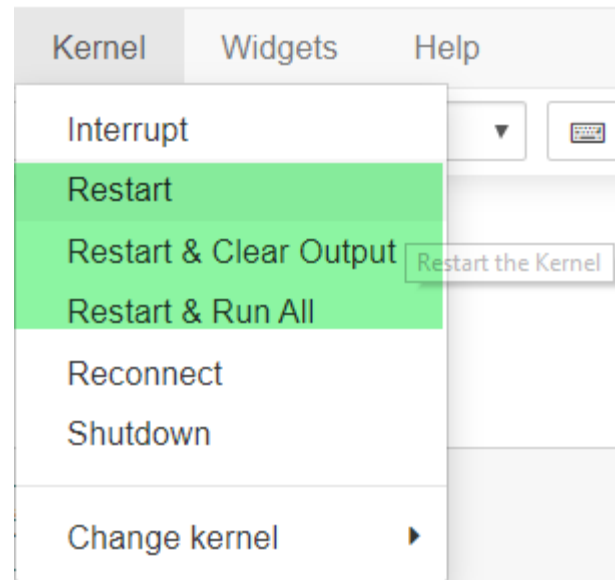 Kernel Widgets Help
Interrupt
Restart
Restart & Clear Output
Restart the Kernel
Restart & Run All
Reconnect
Shutdown
Change kernel